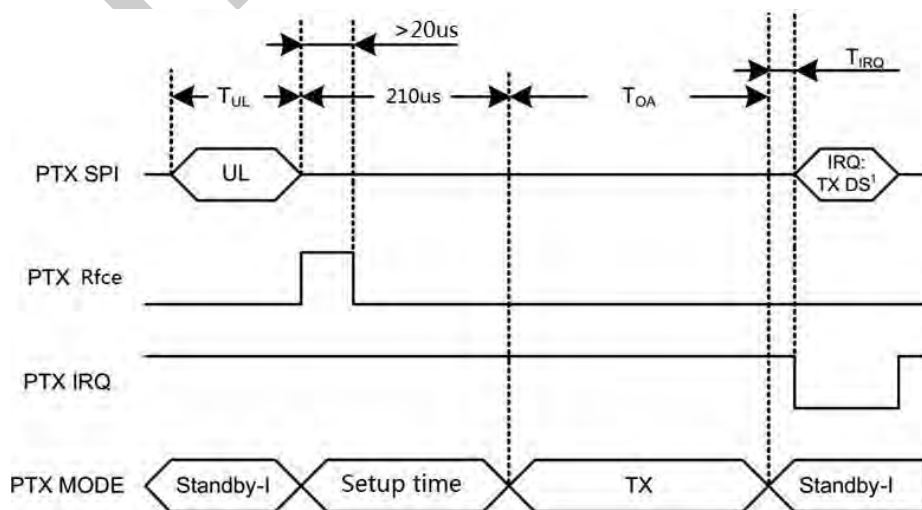 >20us
T_IRQ
T_UL 210us T_OA
PTX SPI UL IRQ:
TX DS¹
PTX Rfce
PTX IRQ
PTX MODE Standby-I Setup time TX Standby-I